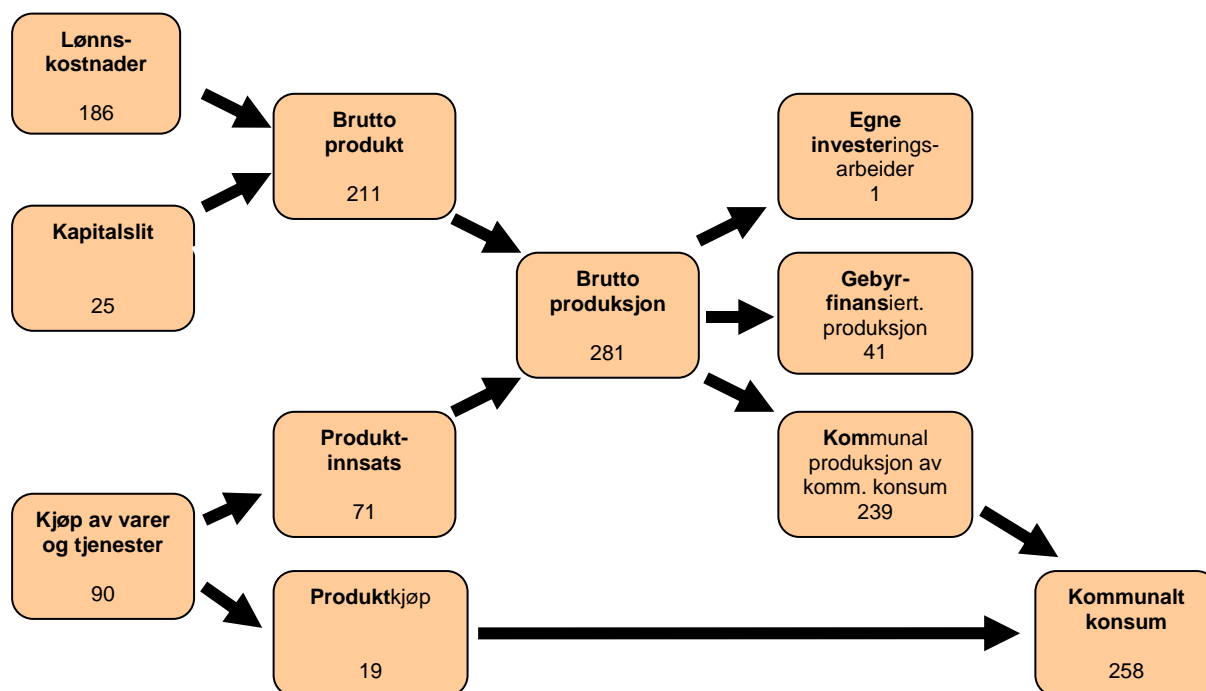 Lønns-
kostnader
186
Brutto
produkt
211
Egne
investerings-
arbeider
1
Kapitalslit
25
Brutto
produksjon
281
Gebyr-
finansiert.
produksjon
41
Produkt-
innsats
71
Kommunal
produksjon av
komm. konsum
239
Kjøp av varer
og tjenester
90
Produktkjøp
19
Kommunalt
konsum
258